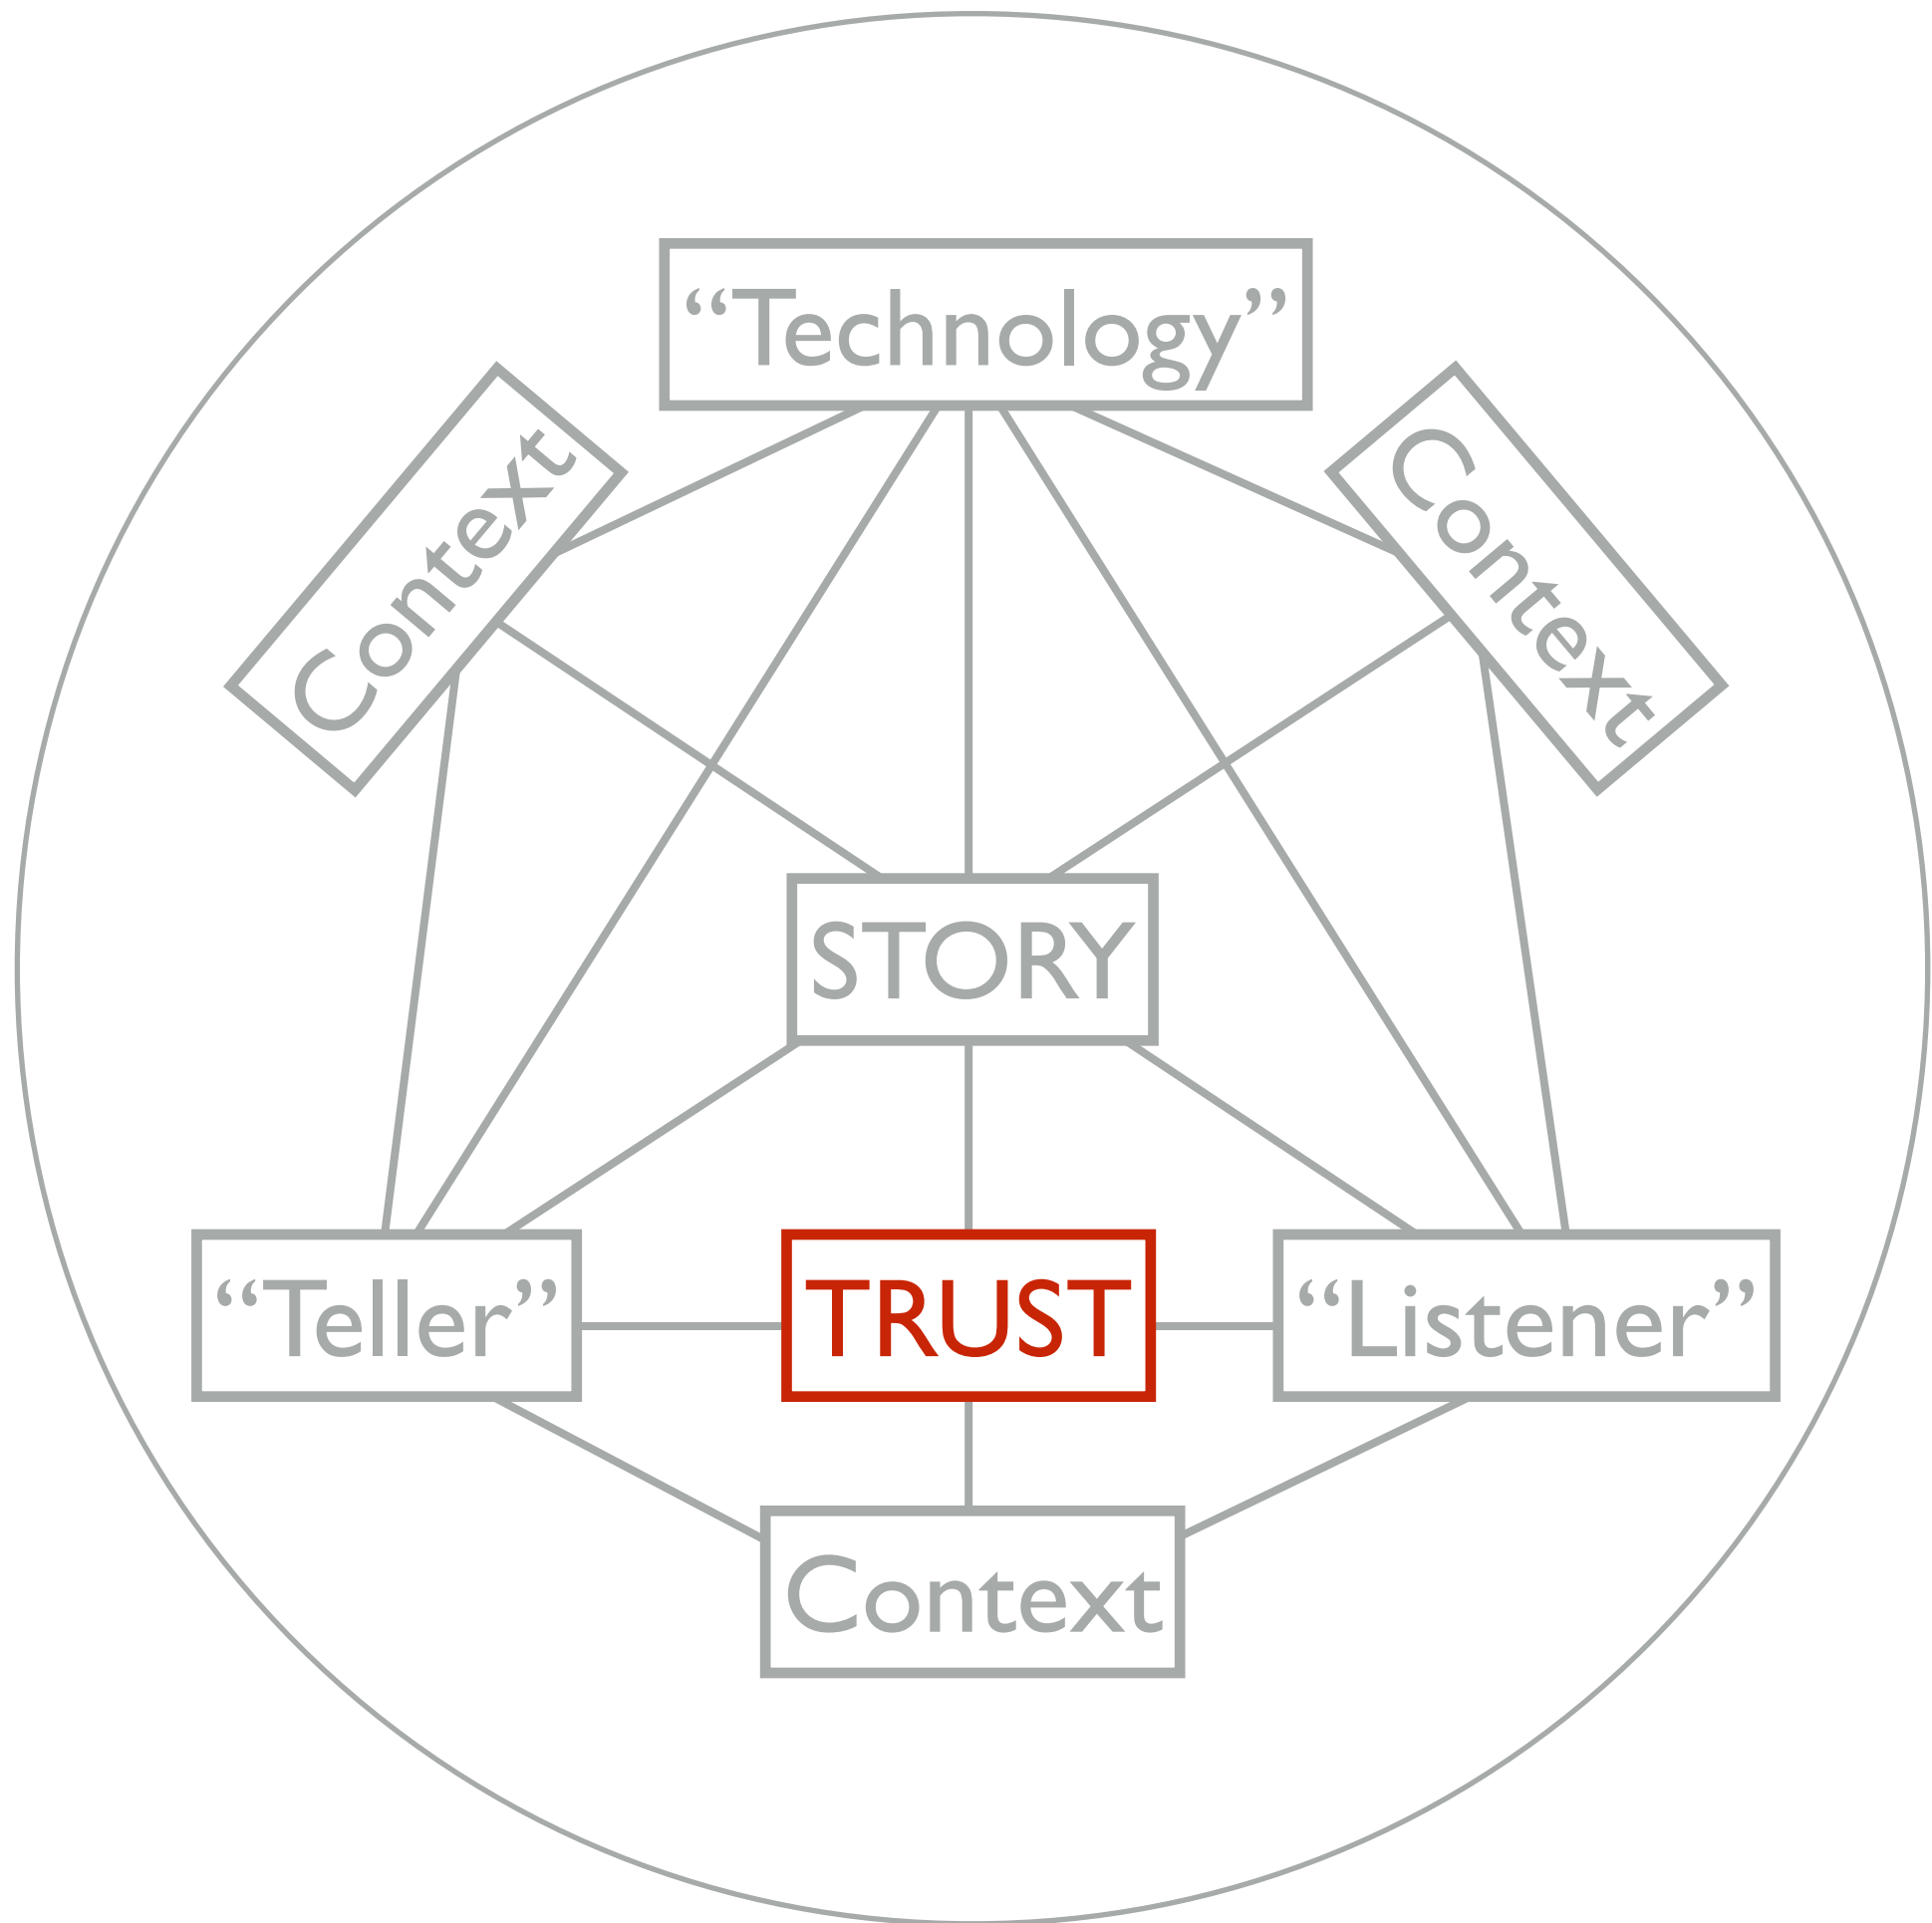 “Technology”
Context
Context
STORY
“Teller”
TRUST
“Listener”
Context